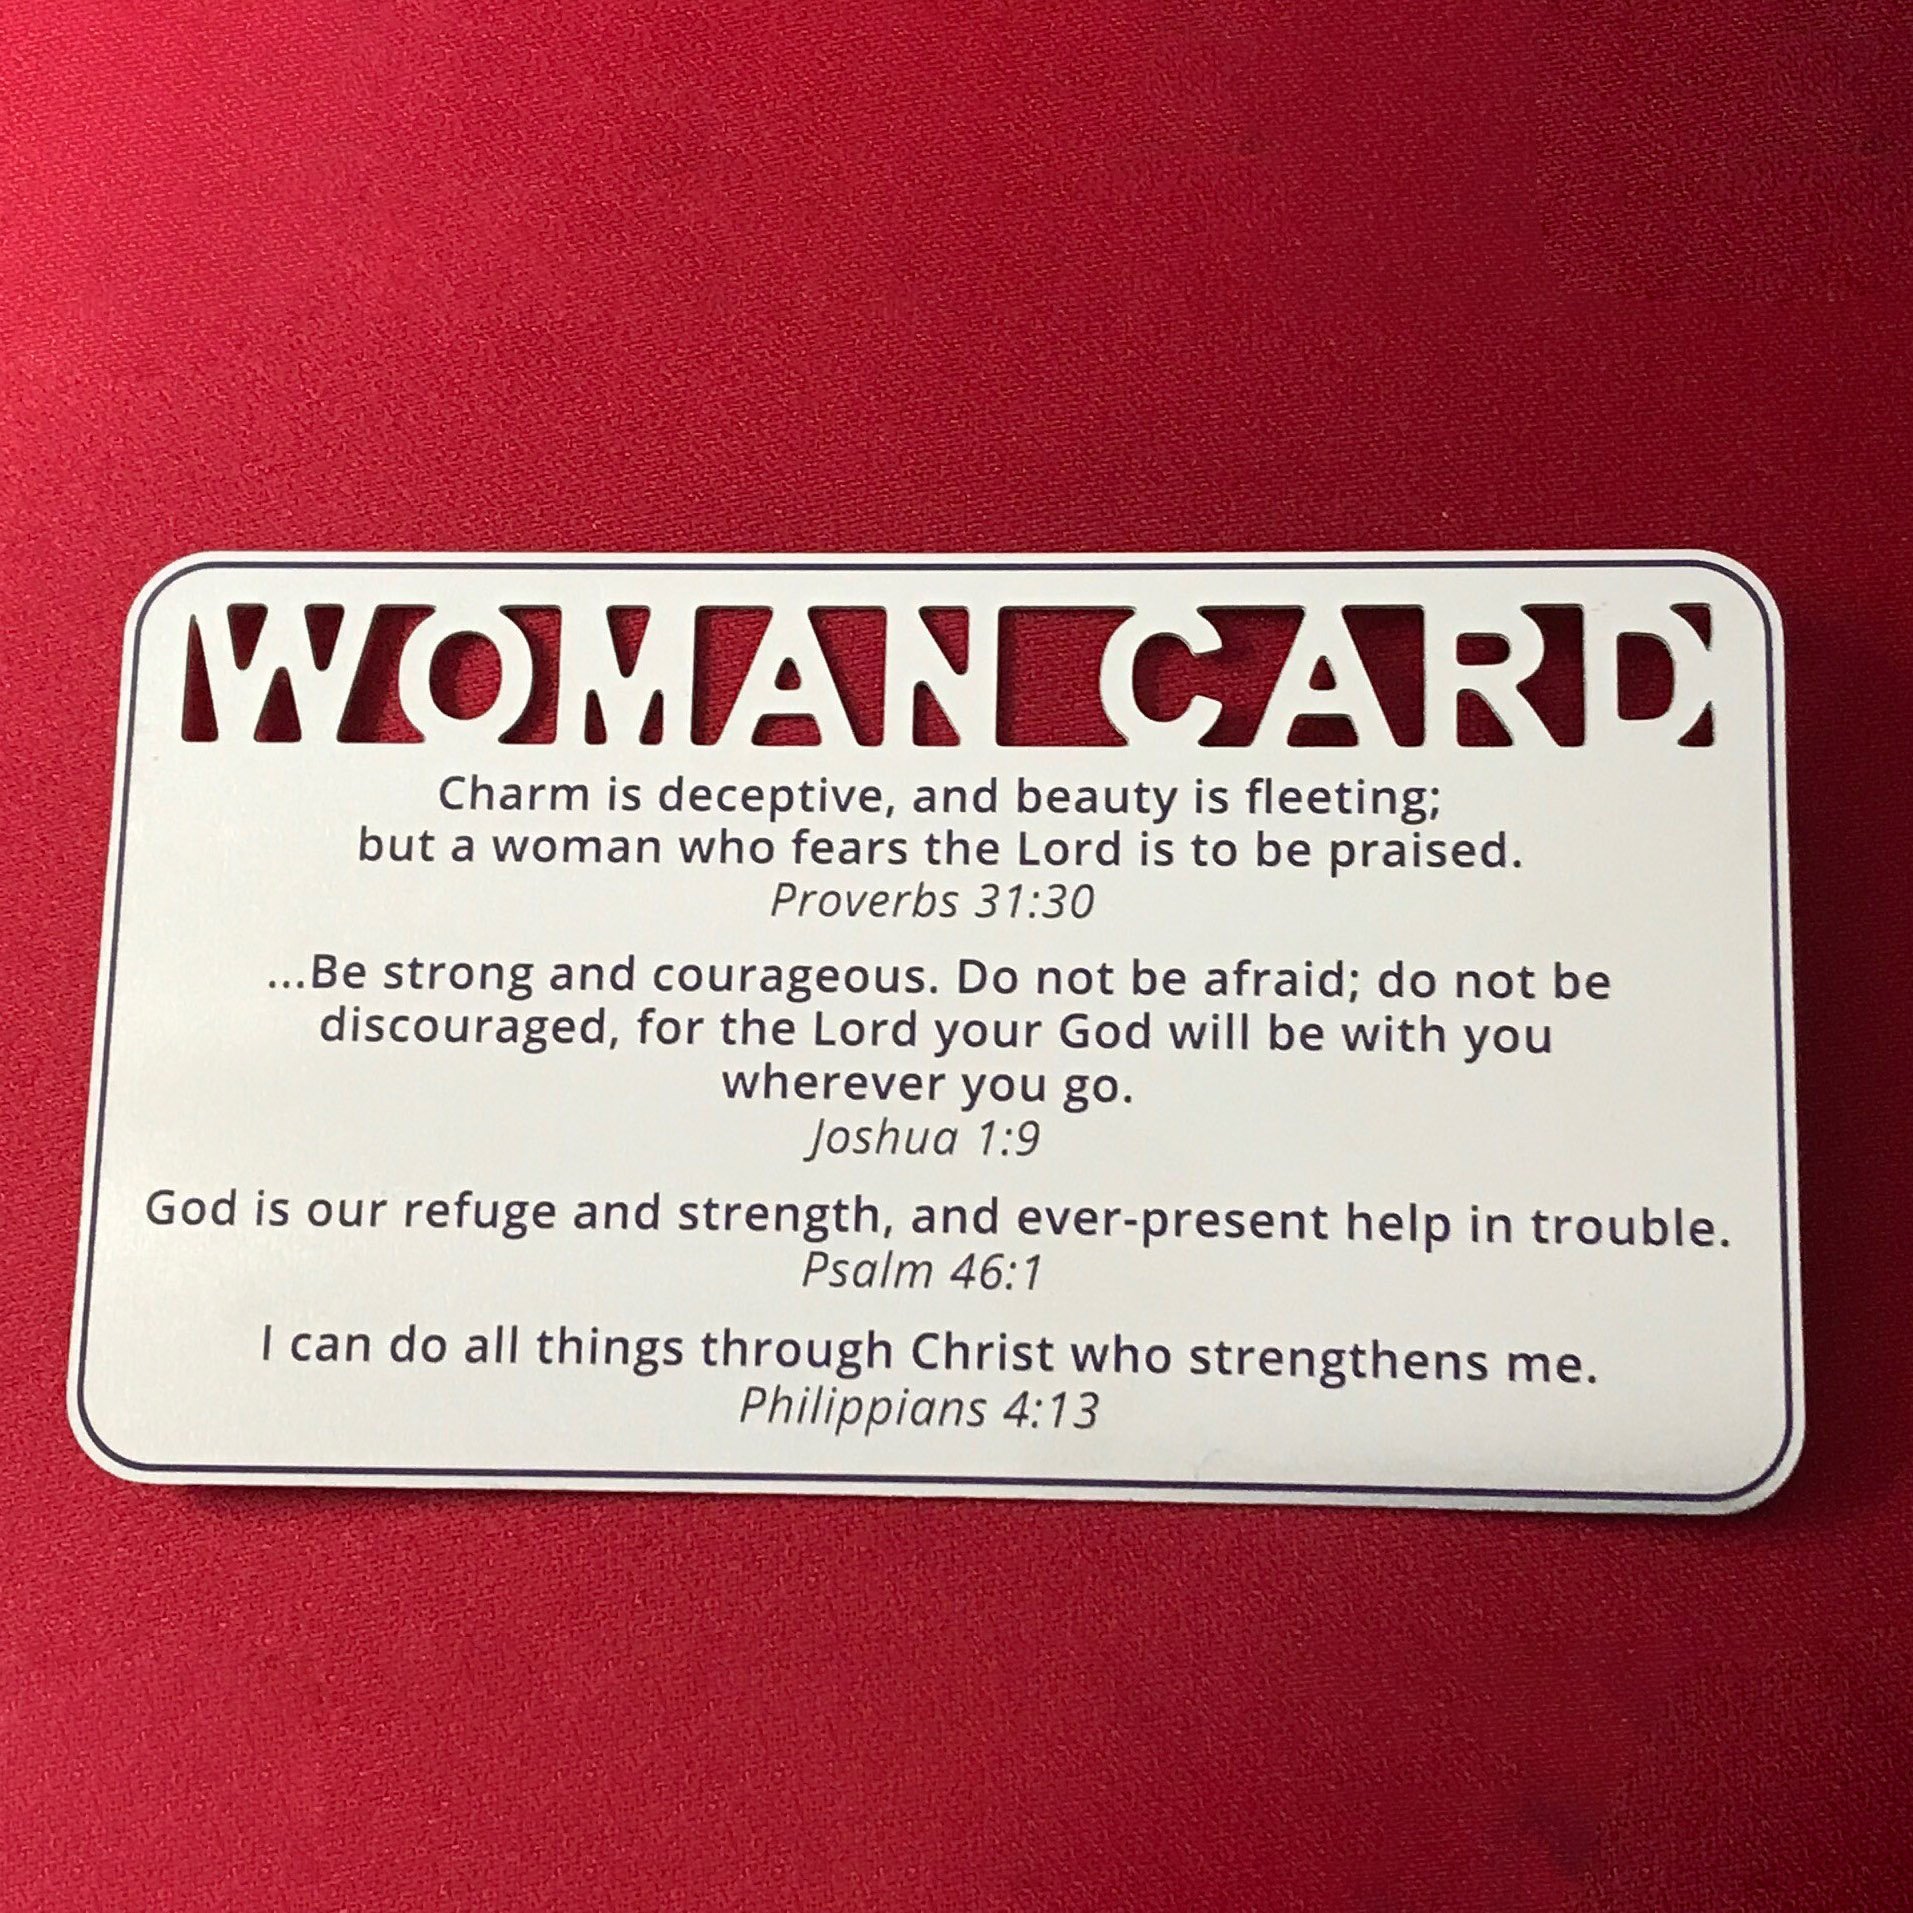 WOMAN CARD
Charm is deceptive, and beauty is fleeting;
but a woman who fears the Lord is to be praised.
Proverbs 31:30
...Be strong and courageous. Do not be afraid; do not be
discouraged, for the Lord your God will be with you
wherever you go.
Joshua 1:9
God is our refuge and strength, and ever-present help in trouble.
Psalm 46:1
I can do all things through Christ who strengthens me.
Philippians 4:13